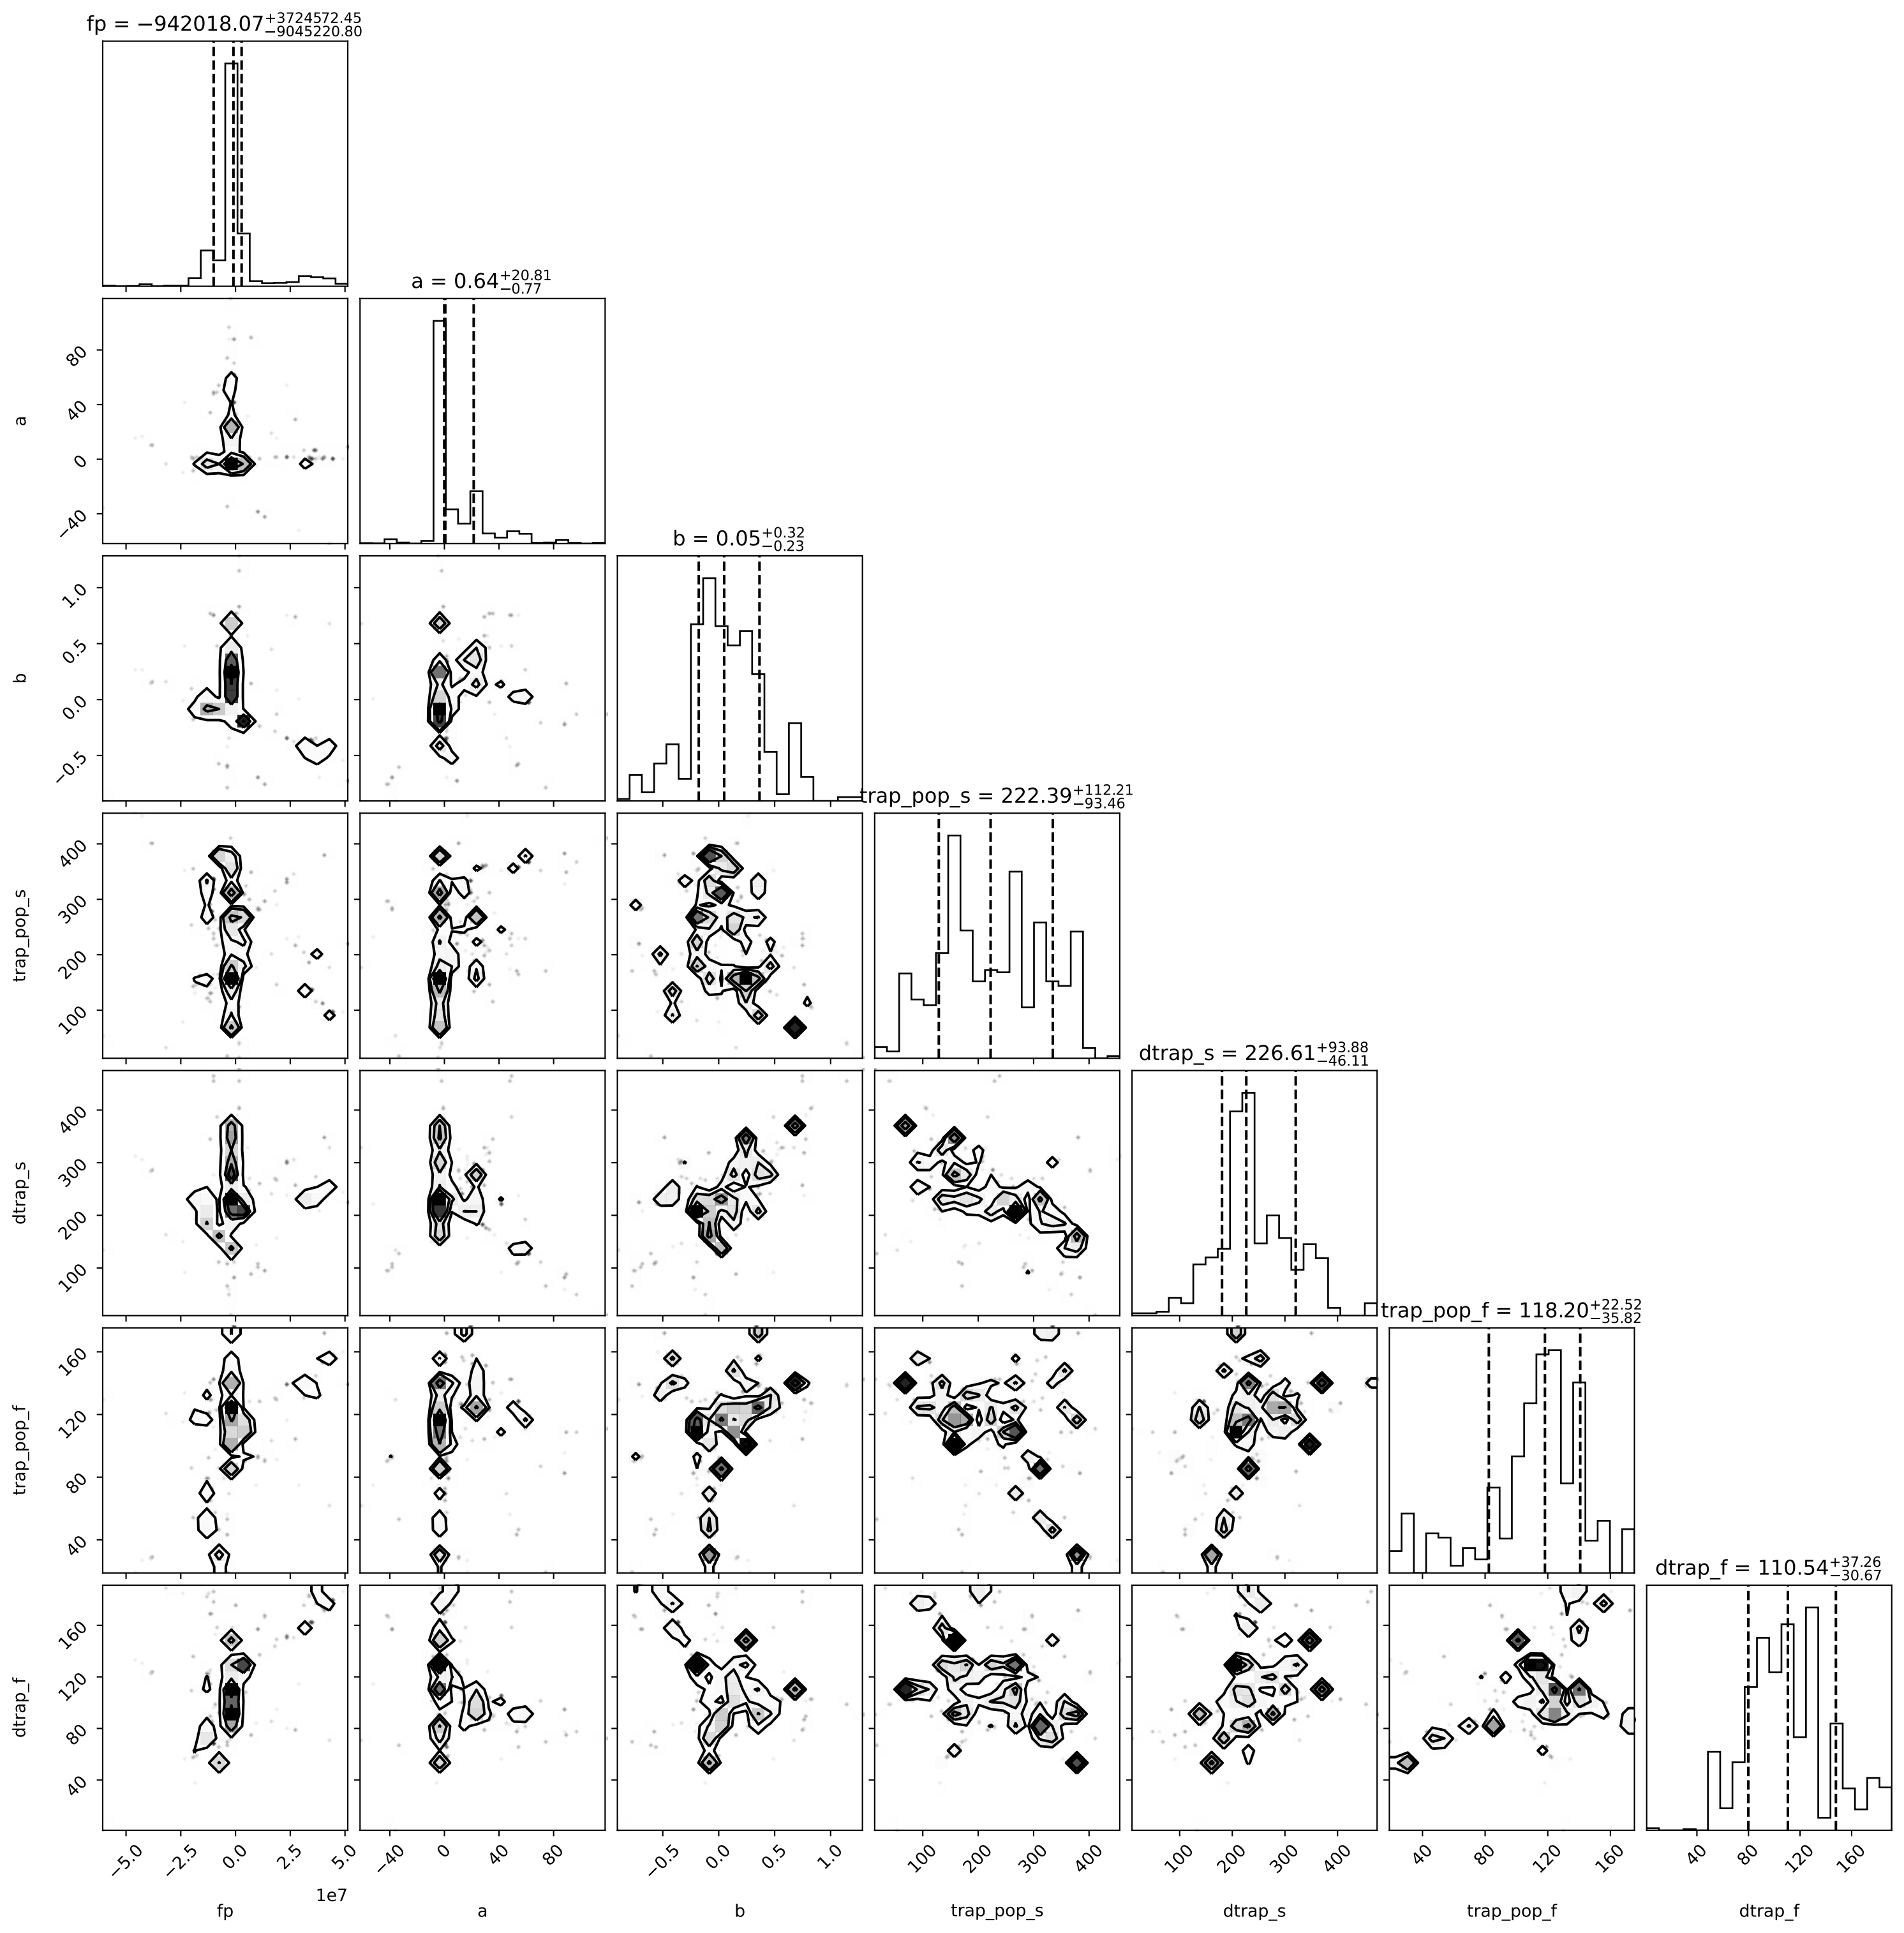 fp = −942018.07+3724572.45−9045220.80
a = 0.64+20.81−0.77
80
40
0
−40
a
b = 0.05+0.32−0.23
1.0
0.5
0.0
−0.5
b
trap_pop_s = 222.39+112.21−93.46
400
300
200
100
trap_pop_s
dtrap_s = 226.61+93.88−46.11
400
300
200
100
dtrap_s
trap_pop_f = 118.20+22.52−35.82
160
120
80
40
trap_pop_f
dtrap_f = 110.54+37.26−30.67
160
120
80
40
dtrap_f
−5.0 −2.5 0.0 2.5 5.0 −40 0 40 80 −0.5 0.0 0.5 1.0 100 200 300 400 100 200 300 400 40 80 120 160 40 80 120 160
1e7
fp a b trap_pop_s dtrap_s trap_pop_f dtrap_f